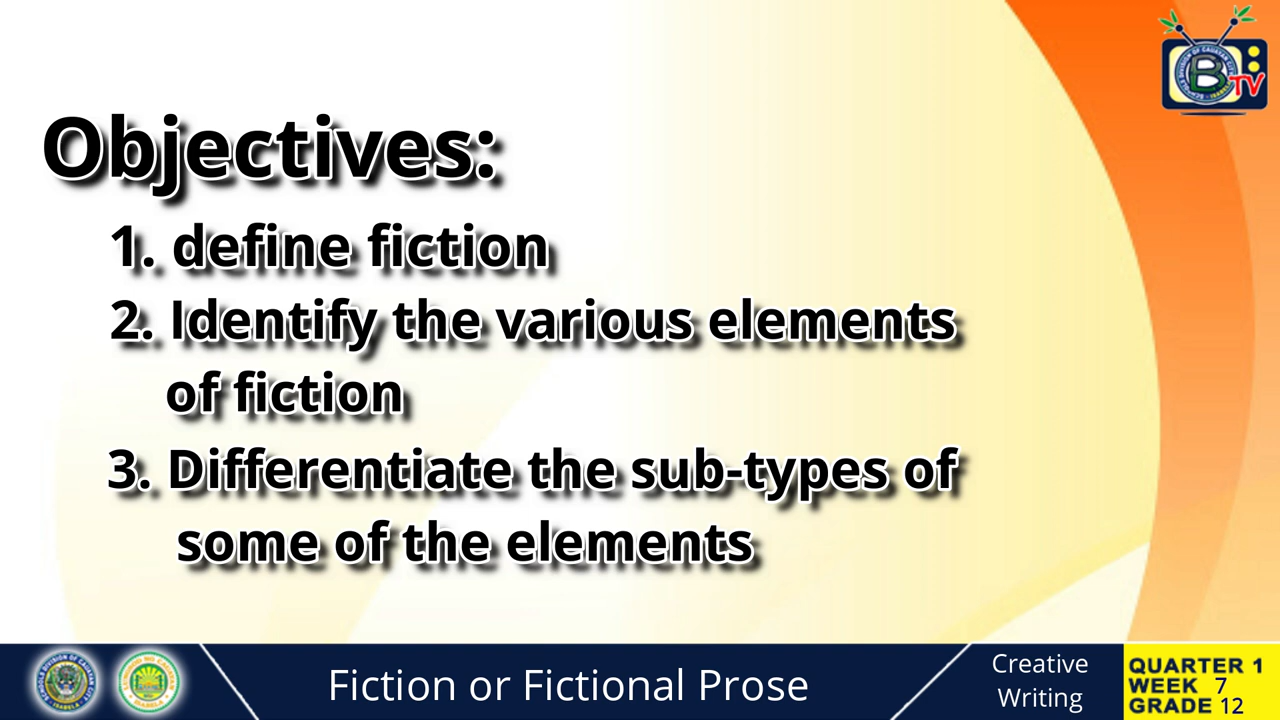 B
TV
Objectives:
1. define fiction
2. Identify the various elements
of fiction
3. Differentiate the sub-types of
some of the elements
Fiction or Fictional Prose
Creative
Writing
QUARTER 1
WEEK 7
GRADE 12